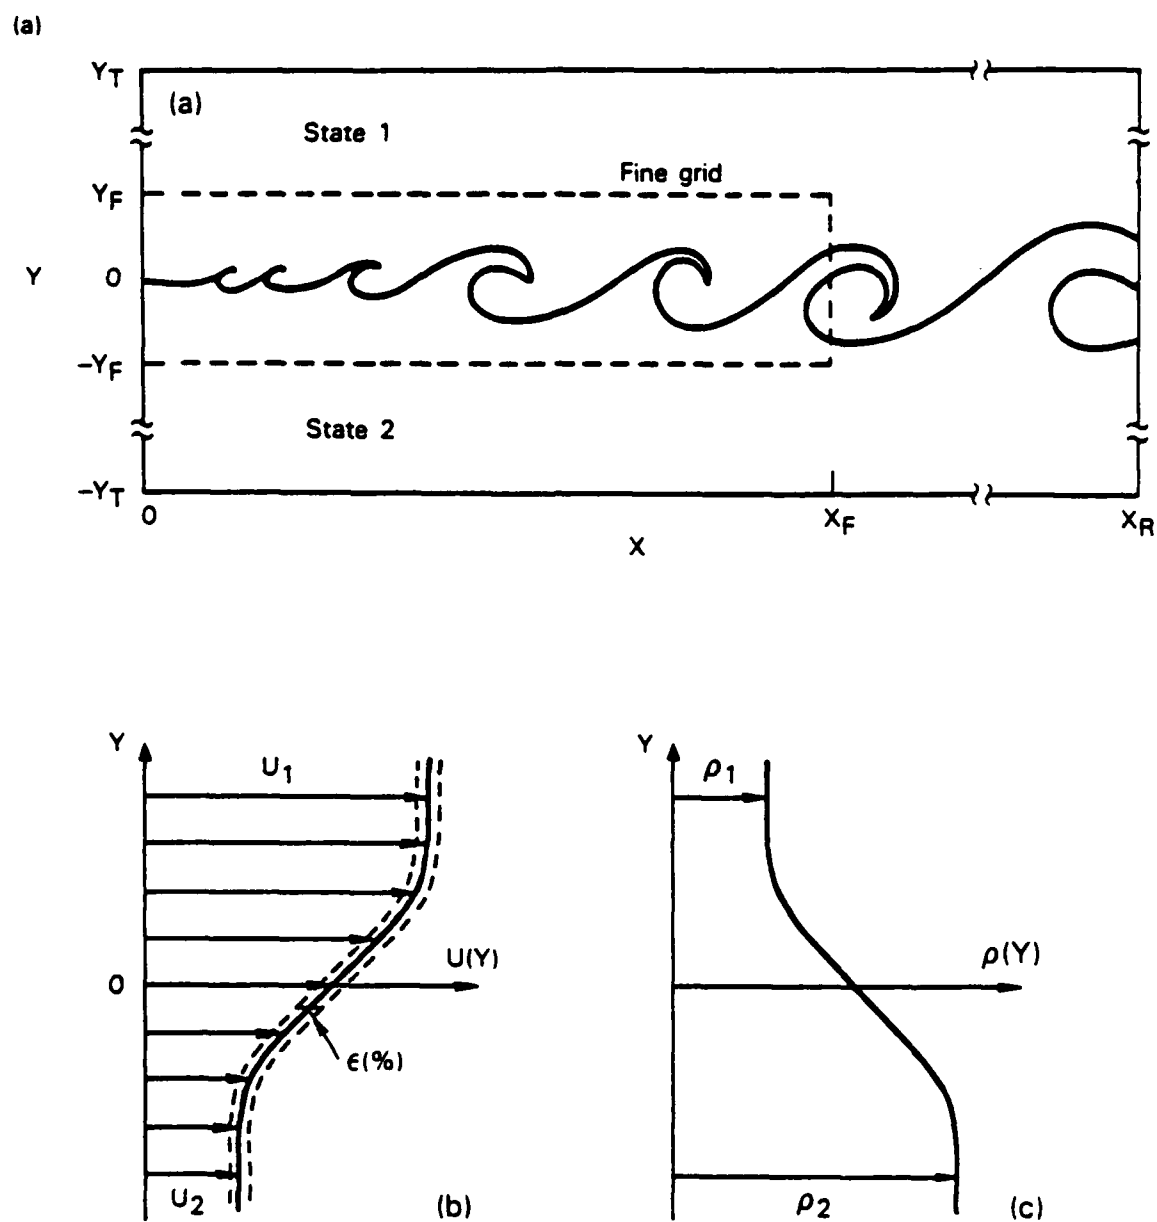 (a)
Y_T
(a)
State 1
Fine grid
Y_F
Y
0
-Y_F
State 2
-Y_T
0
X_F
X_R
X
Y
U_1
U(Y)
0
ϵ(%)
U_2
(b)
Y
ρ_1
ρ(Y)
ρ_2
(c)